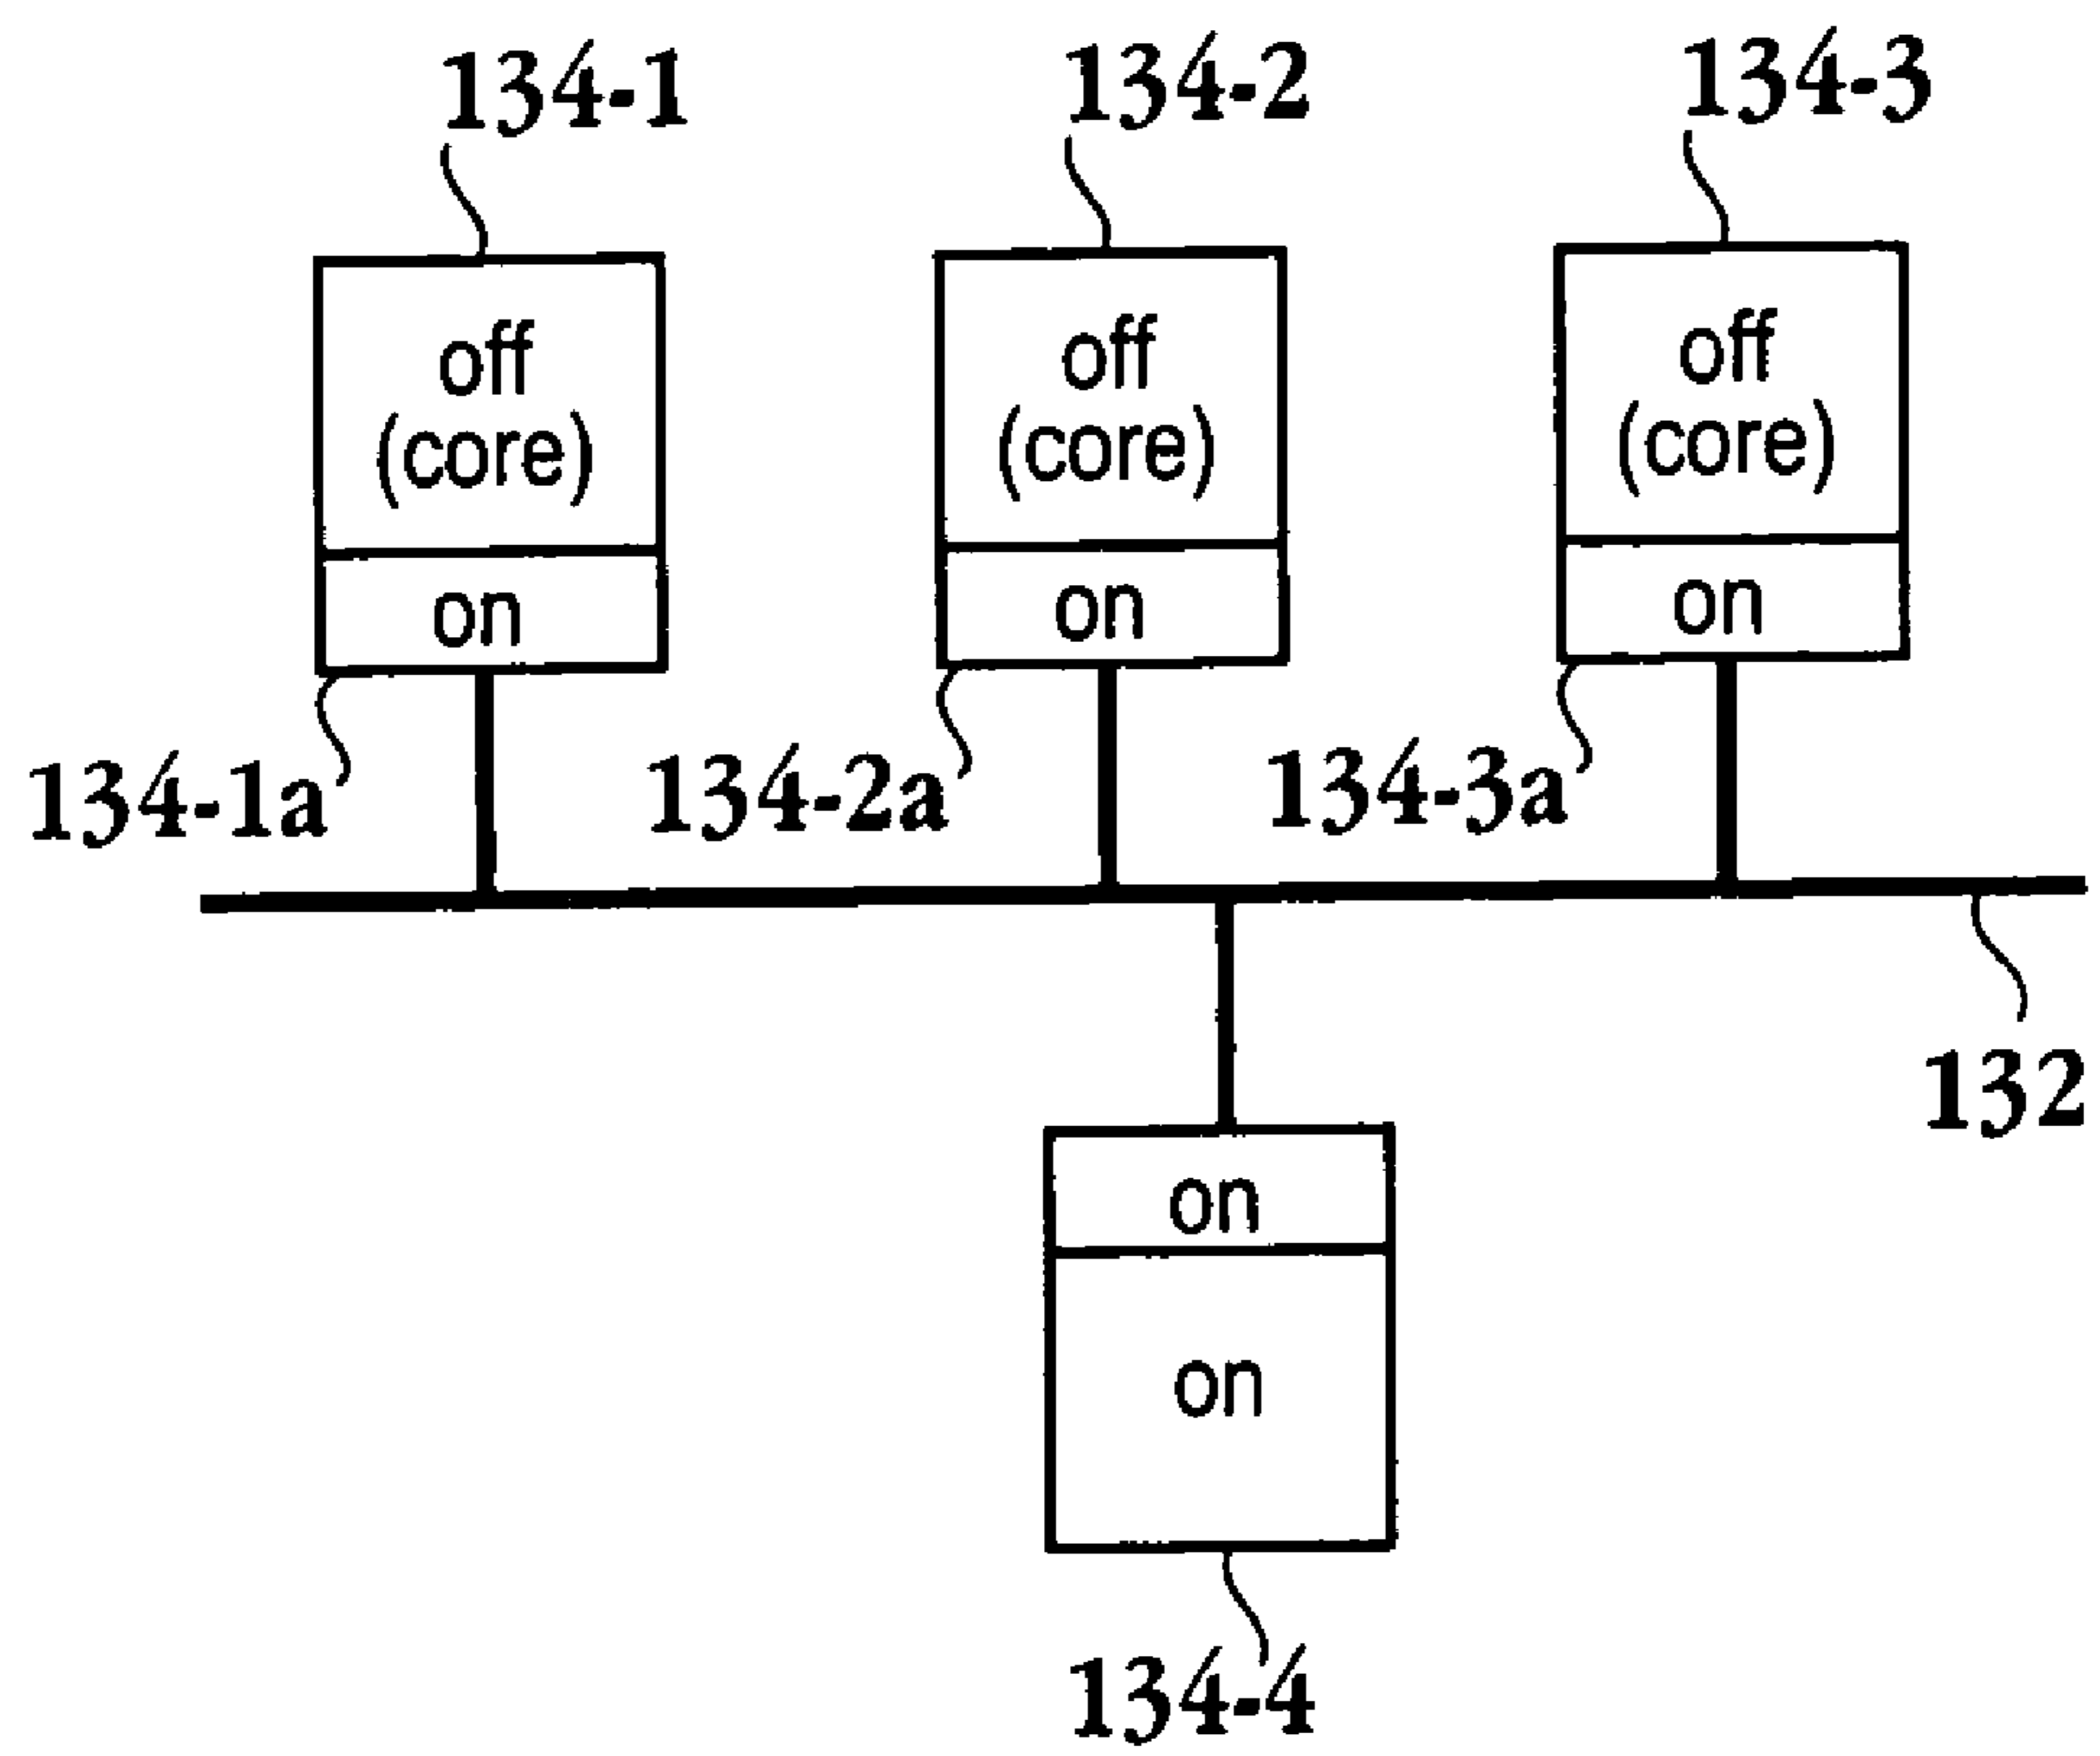 134-1 134-2 134-3
off off off
(core) (core) (core)
on on on
134-1a 134-2a 134-3a
132
on
on
134-4